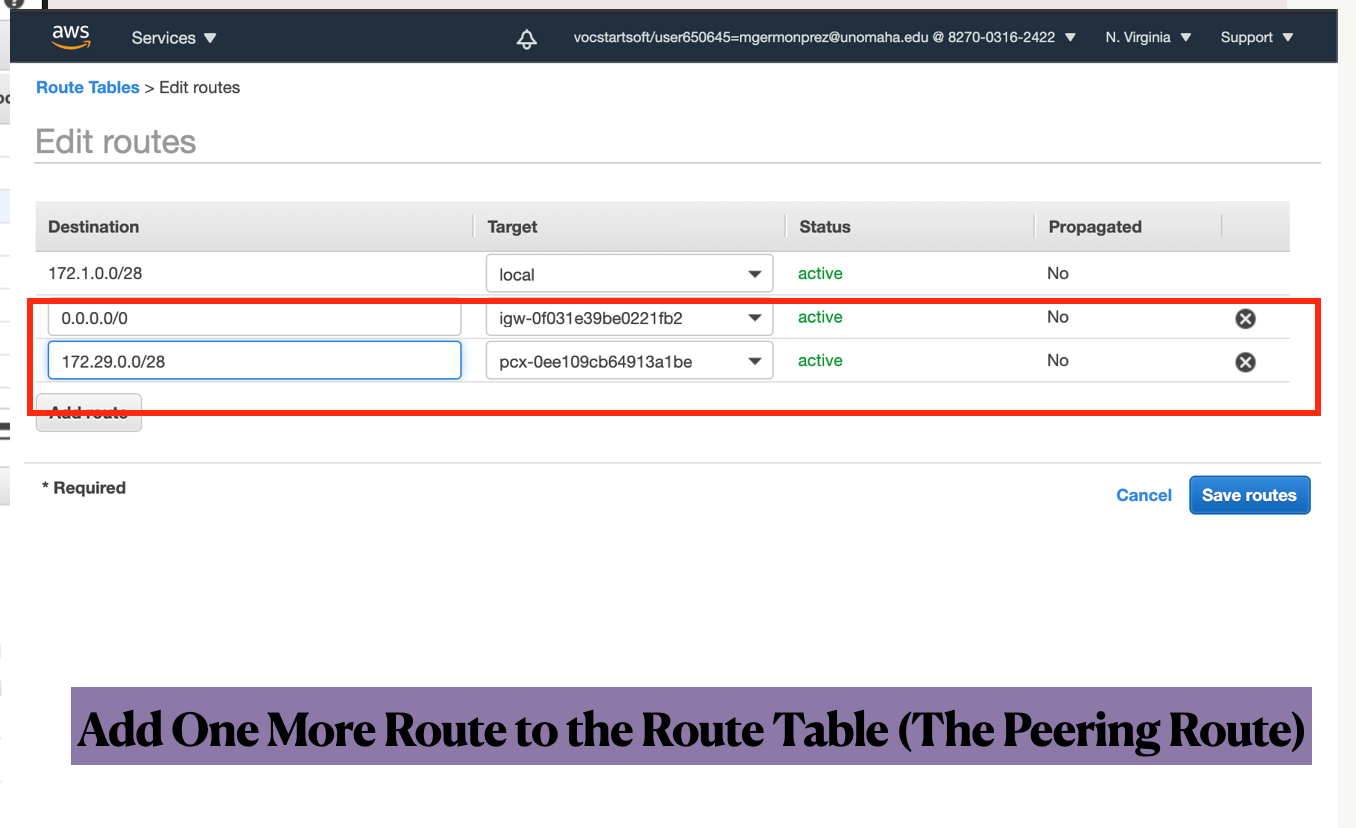 aws
Services
vocstartsoft/user650645=mgermonprez@unomaha.edu @ 8270-0316-2422
N. Virginia
Support
Route Tables > Edit routes
Edit routes
Destination Target Status Propagated
172.1.0.0/28 local active No
0.0.0.0/0 igw-0f031e39be0221fb2 active No
172.29.0.0/28 pcx-0ee109cb64913a1be active No
Add route
* Required
Cancel
Save routes
Add One More Route to the Route Table (The Peering Route)